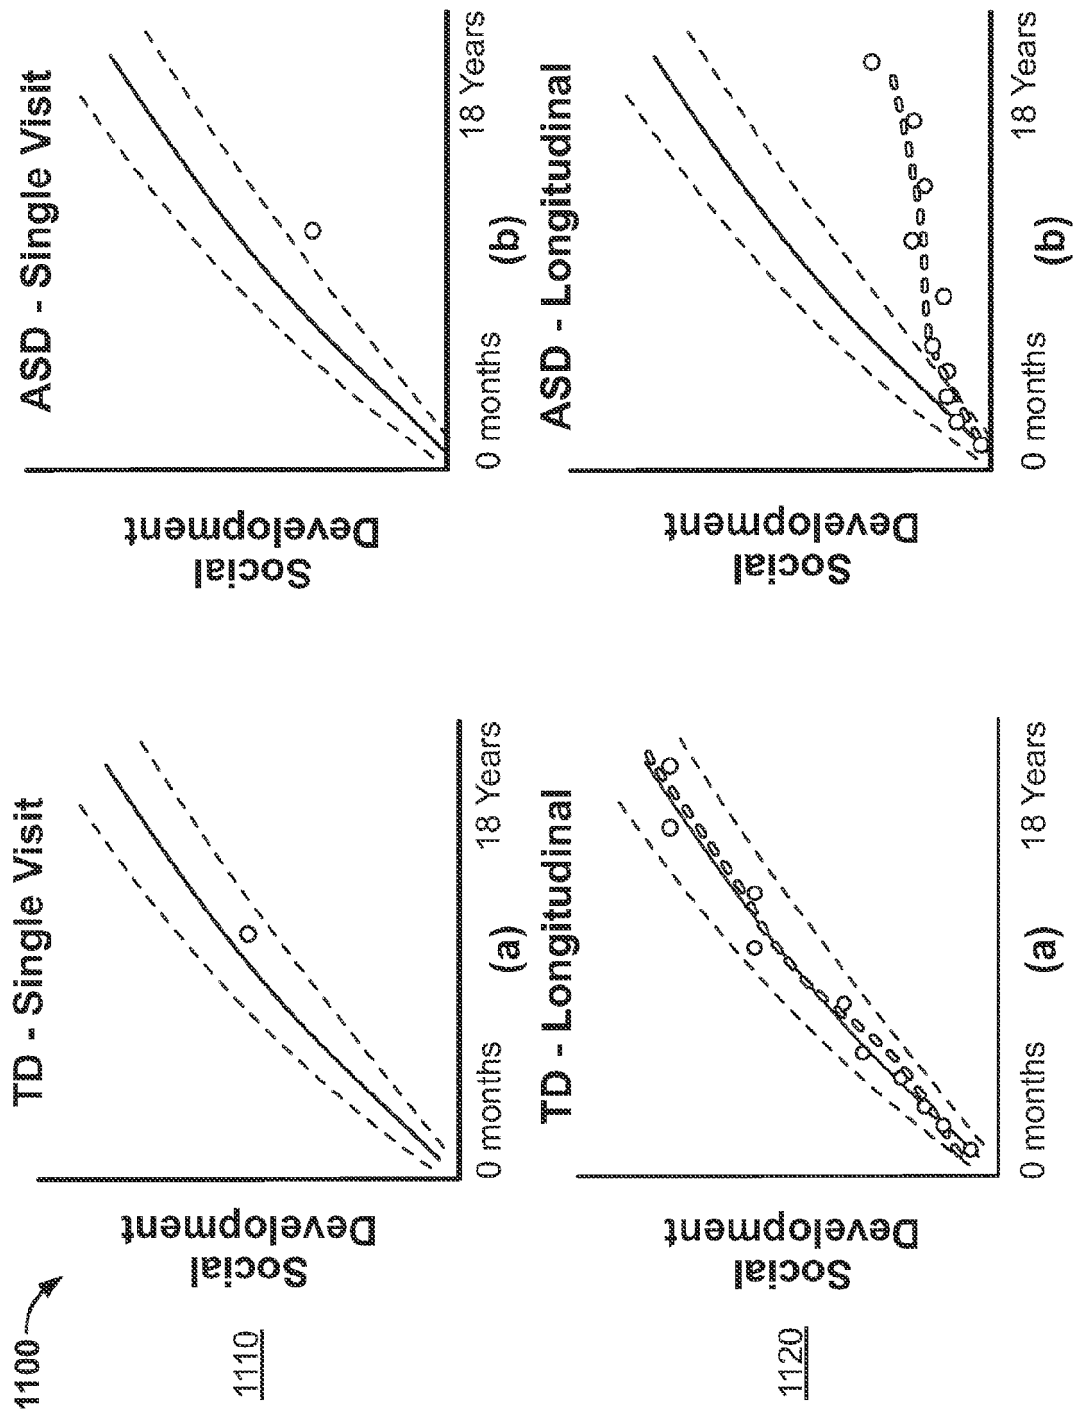 1100
1110
TD - Single Visit
Social
Development
0 months
18 Years
(a)
ASD - Single Visit
Social
Development
0 months
18 Years
(b)
1120
TD - Longitudinal
Social
Development
0 months
18 Years
(a)
ASD - Longitudinal
Social
Development
0 months
18 Years
(b)